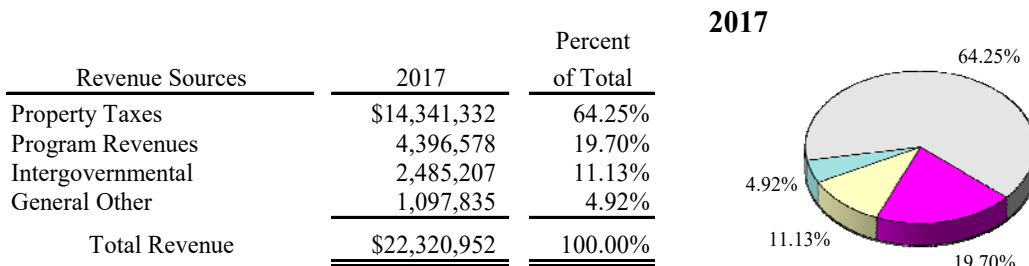 2017
Percent
Revenue Sources 2017 of Total
Property Taxes $14,341,332 64.25%
Program Revenues 4,396,578 19.70%
Intergovernmental 2,485,207 11.13%
General Other 1,097,835 4.92%
Total Revenue $22,320,952 100.00%
64.25%
4.92%
11.13%
19.70%